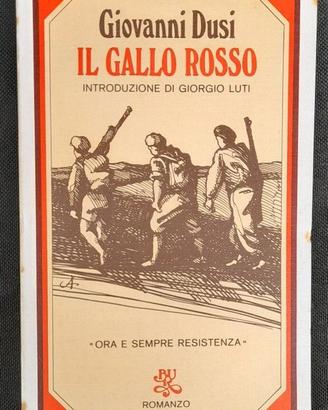 Giovanni Dusi
IL GALLO ROSSO
INTRODUZIONE DI GIORGIO LUTI
"ORA E SEMPRE RESISTENZA"
BUR
ROMANZO